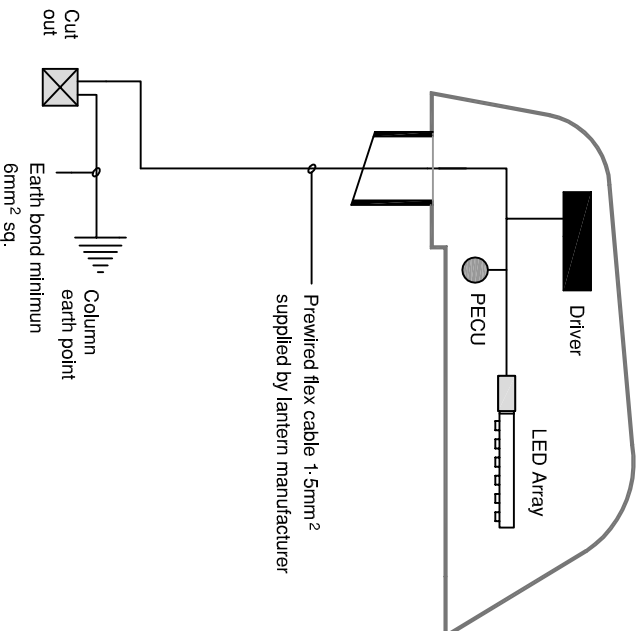 Driver
LED Array
PECU
Prewired flex cable 1·5mm²
supplied by lantern manufacturer
Cut
out
Column
earth point
Earth bond minimun
6mm² sq.